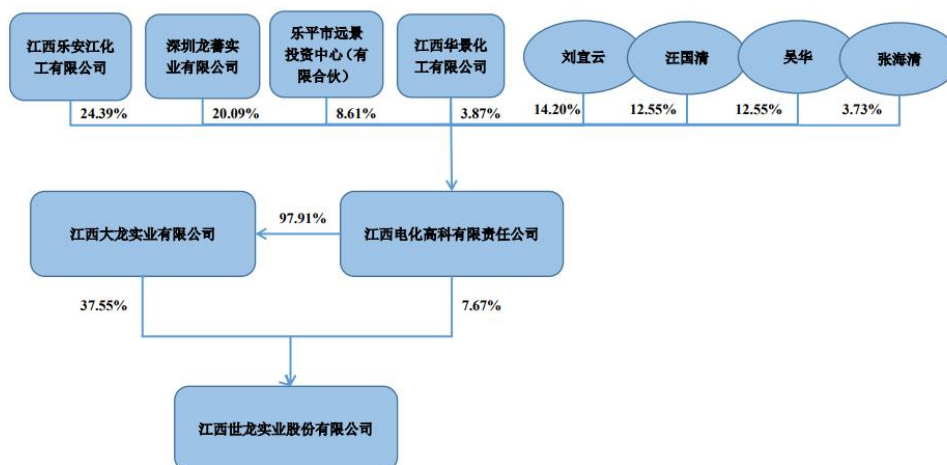 江西乐安江化
工有限公司
深圳龙蕃实
业有限公司
乐平市远景
投资中心（有
限合伙）
江西华景化
工有限公司
刘宜云
汪国清
吴华
张海清
24.39%
20.09%
8.61%
3.87%
14.20%
12.55%
12.55%
3.73%
江西大龙实业有限公司
97.91%
江西电化高科有限责任公司
37.55%
7.67%
江西世龙实业股份有限公司